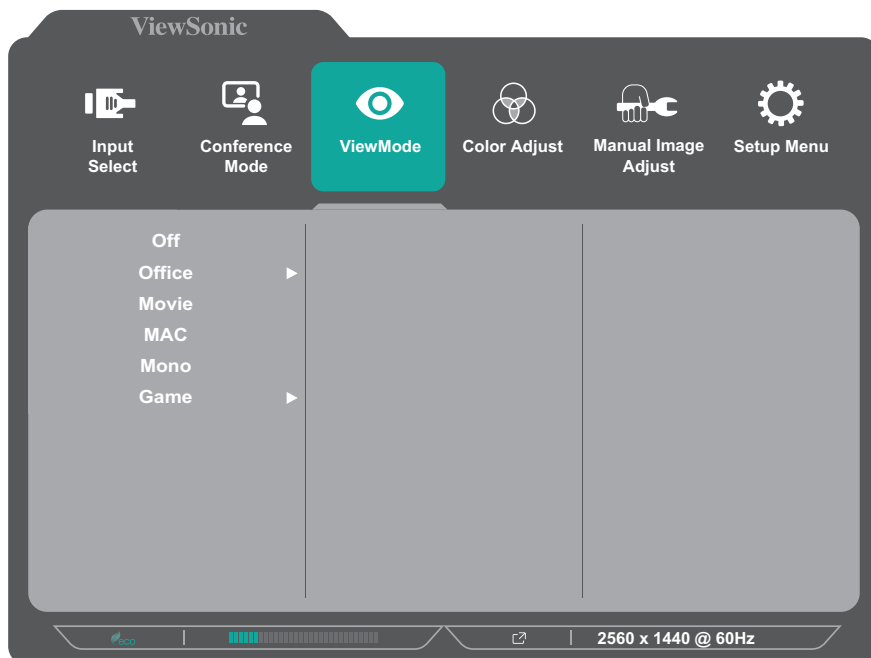 ViewSonic
Input Select
Conference Mode
ViewMode
Color Adjust
Manual Image Adjust
Setup Menu
Off
Office
Movie
MAC
Mono
Game
eco
2560 x 1440 @ 60Hz